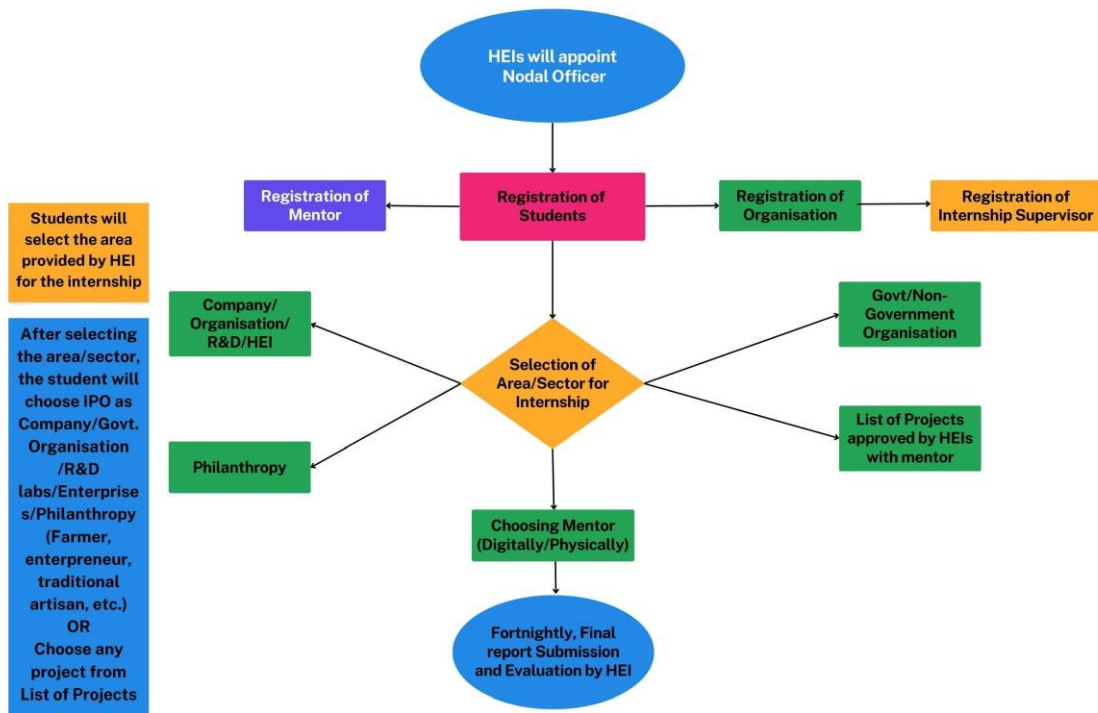 HEIs will appoint
Nodal Officer
Registration of
Mentor
Registration of
Students
Registration of
Organisation
Registration of
Internship Supervisor
Students will
select the area
provided by HEI
for the internship
Company/
Organisation/
R&D/HEI
Govt/Non-
Government
Organisation
Selection of
Area/Sector for
Internship
Philanthropy
List of Projects
approved by HEIs
with mentor
After selecting
the area/sector,
the student will
choose IPO as
Company/Govt.
Organisation
/R&D
labs/Enterprise
s/Philanthropy
(Farmer,
enterpreneur,
traditional
artisan, etc.)
OR
Choose any
project from
List of Projects
Choosing Mentor
(Digitally/Physically)
Fortnightly, Final
report Submission
and Evaluation by HEI